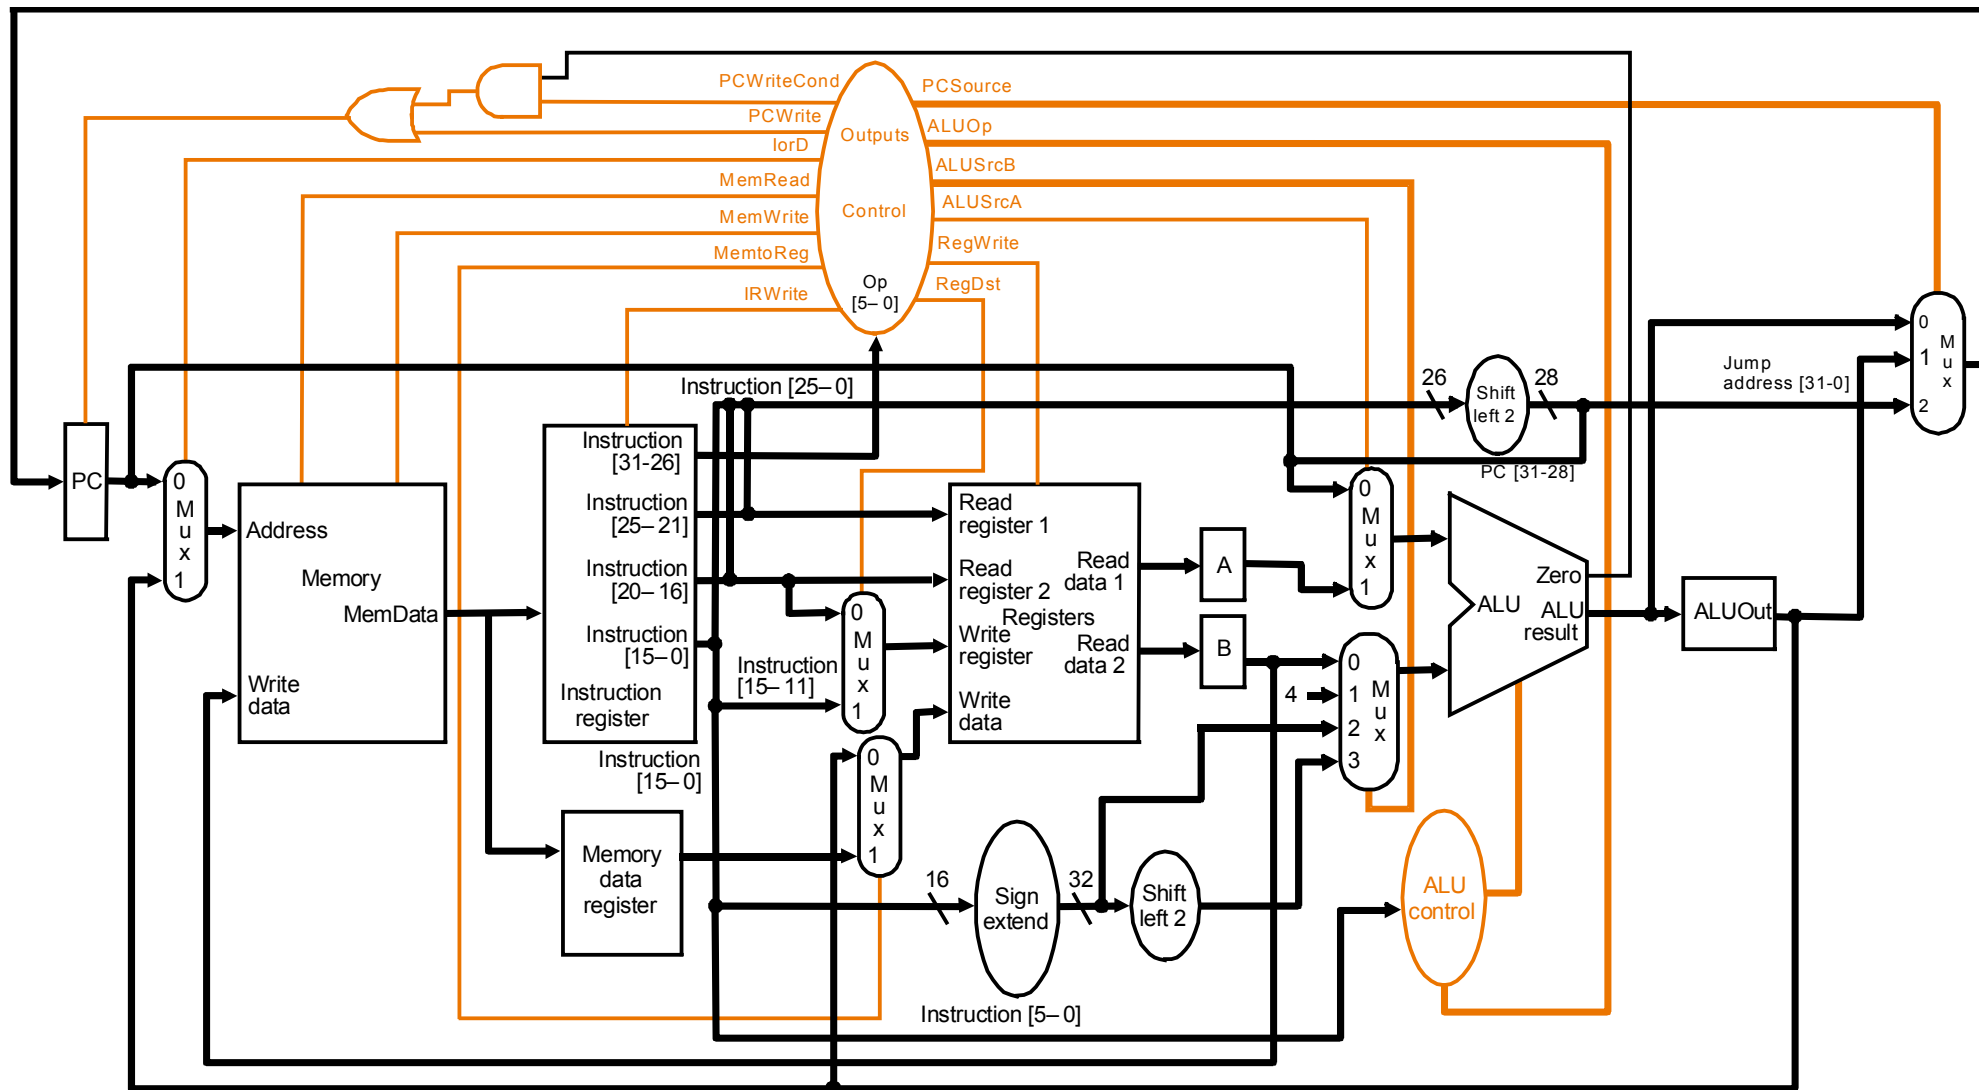 PCWriteCond
PCSource
PCWrite
ALUOp
Outputs
IorD
ALUSrcB
MemRead
ALUSrcA
Control
MemWrite
RegWrite
MemtoReg
RegDst
Op
[5– 0]
IRWrite
Instruction [25– 0]
26
Shift
left 2
28
Jump
address [31-0]
0
1
2
M
u
x
PC [31-28]
PC
0
M
u
x
1
Address
Memory
MemData
Write
data
Instruction
[31-26]
Instruction
[25– 21]
Instruction
[20– 16]
Instruction
[15– 0]
Instruction
register
Instruction
[15– 11]
0
M
u
x
1
Read
register 1
Read
register 2
Registers
Write
register
Write
data
Read
data 1
Read
data 2
A
B
0
M
u
x
1
0
4
1
2
3
M
u
x
ALU
Zero
ALU
result
ALUOut
Instruction
[15– 0]
Memory
data
register
0
M
u
x
1
16
Sign
extend
32
Shift
left 2
ALU
control
Instruction [5– 0]